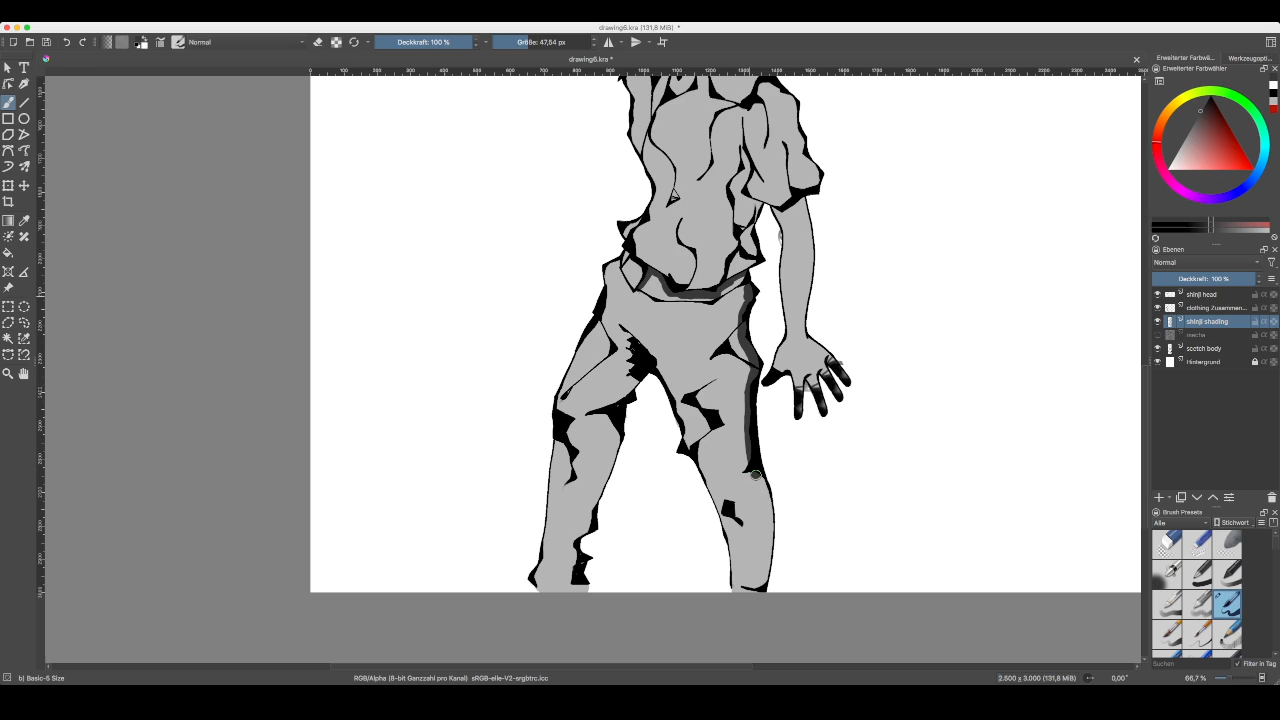 drawing6.kra (131,8 MiB) *
Normal
Deckkraft: 100 %
Größe: 47,54 px
drawing6.kra *
Erweiterter Farbwä...
Werkzeugopti...
Erweiterter Farbwähler
Ebenen
Normal
Deckkraft: 100 %
shinji head
clothing Zusammen...
shinji shading
mecha
scetch body
Hintergrund
Brush Presets
Alle
Stichwort
Suchen
Filter in Tag
b) Basic-5 Size
RGB/Alpha (8-bit Ganzzahl pro Kanal) sRGB-elle-V2-srgbtrc.icc
2.500 x 3.000 (131,8 MiB)
0,00°
66,7 %